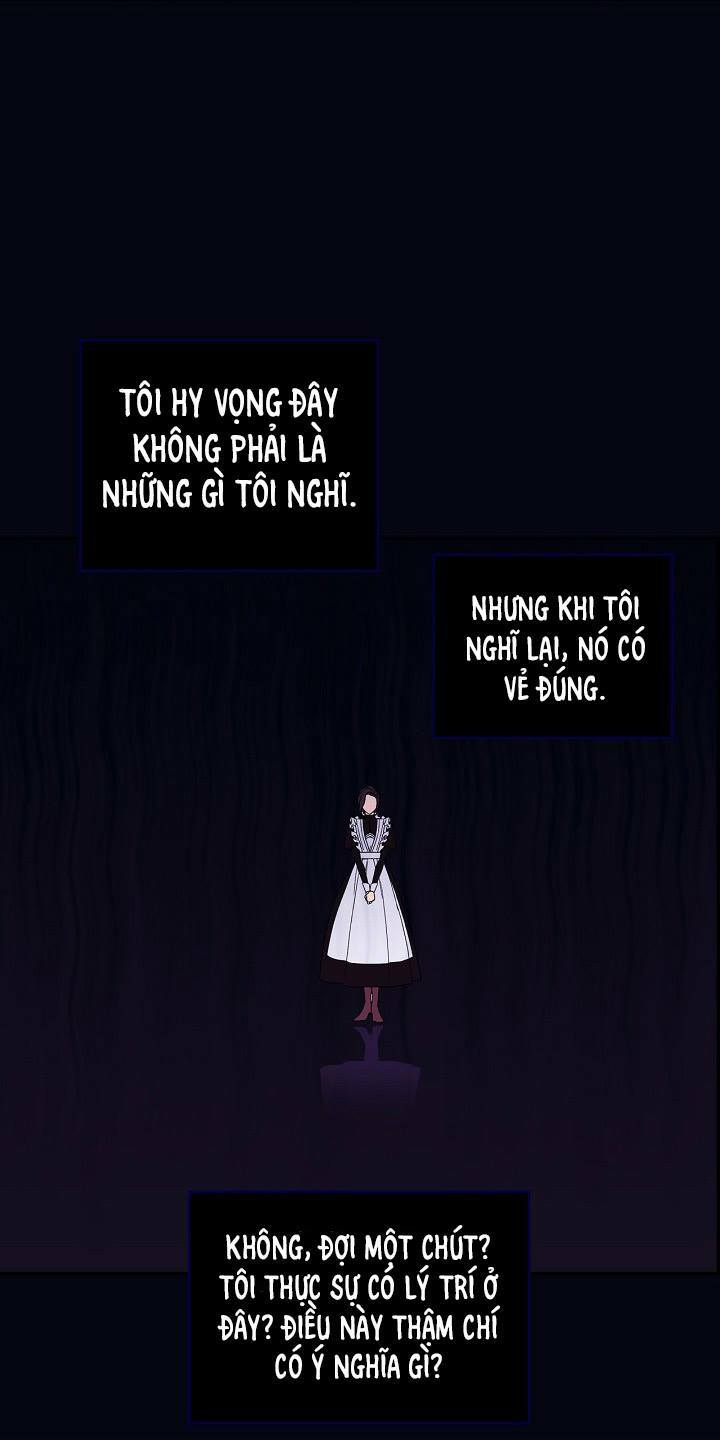 TÔI HY VỌNG ĐÂY
KHÔNG PHẢI LÀ
NHỮNG GÌ TÔI NGHĨ.
NHƯNG KHI TÔI
NGHĨ LẠI, NÓ CÓ
VẺ ĐÚNG.
KHÔNG, ĐỢI MỘT CHÚT?
TÔI THỰC SỰ CÓ LÝ TRÍ Ở
ĐÂY? ĐIỀU NÀY THẬM CHÍ
CÓ Ý NGHĨA GÌ?